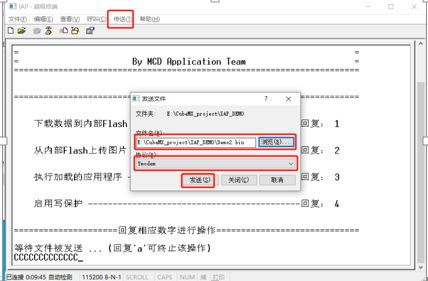 IAP - 超级终端
文件(F) 编辑(E) 查看(V) 呼叫(C) 传送(T) 帮助(H)
= =
= By MCD Application Team =
下载数据到内部Flash 回复: 1
从内部Flash上传图片 回复: 2
执行加载的应用程序 回复: 3
启用写保护 ------------------------------ 回复: 4
发送文件
文件夹: E:\CubeMX_project\IAP_DEMO
文件名(F):
E:\CubeMX_project\IAP_DEMO\Demo2.bin 浏览(B)...
协议(P):
Ymodem
发送(S) 关闭(C) 取消
===================回复相应数字进行操作===================
等待文件被发送 ... (回复'a'可终止该操作)
CCCCCCCCCCCCC_
已连接 0:09:45 自动检测 115200 8-N-1 SCROLL CAPS NUM 捕 打印